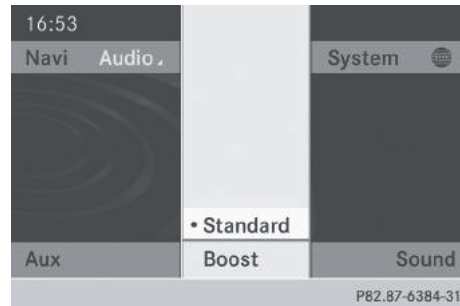 16:53
Navi Audio System
• Standard
Aux Boost Sound
P82.87-6384-31